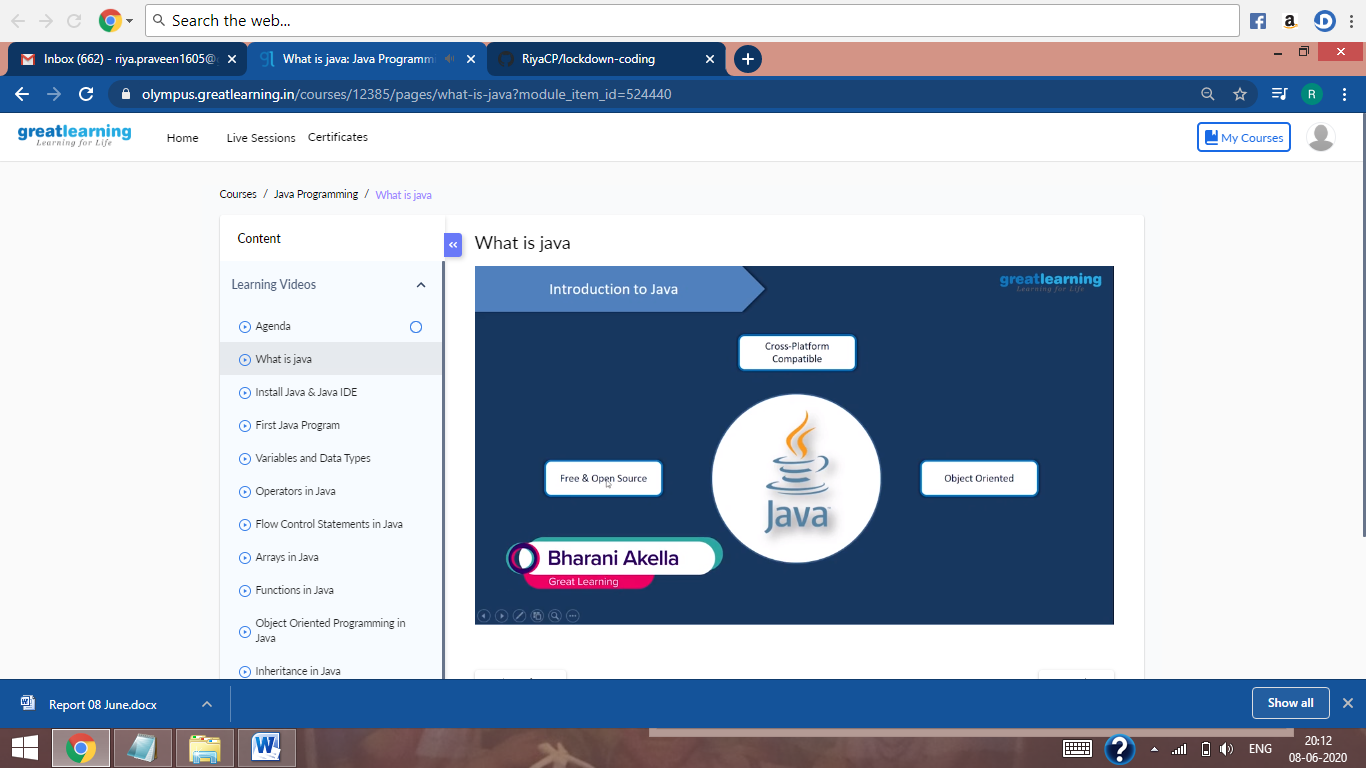 Search the web...
Inbox (662) - riya.praveen1605@
What is java: Java Programm
RiyaCP/lockdown-coding
olympus.greatlearning.in/courses/12385/pages/what-is-java?module_item_id=524440
R
greatlearning
Learning for Life
Home
Live Sessions
Certificates
My Courses
Courses / Java Programming / What is java
Content
Learning Videos
Agenda
What is java
Install Java & Java IDE
First Java Program
Variables and Data Types
Operators in Java
Flow Control Statements in Java
Arrays in Java
Functions in Java
Object Oriented Programming in
Java
Inheritance in Java
What is java
Introduction to Java
greatlearning
Learning for Life
Cross-Platform
Compatible
Free & Open Source
Java
Object Oriented
Bharani Akella
Great Learning
Report 08 June.docx
Show all
ENG
20:12
08-06-2020